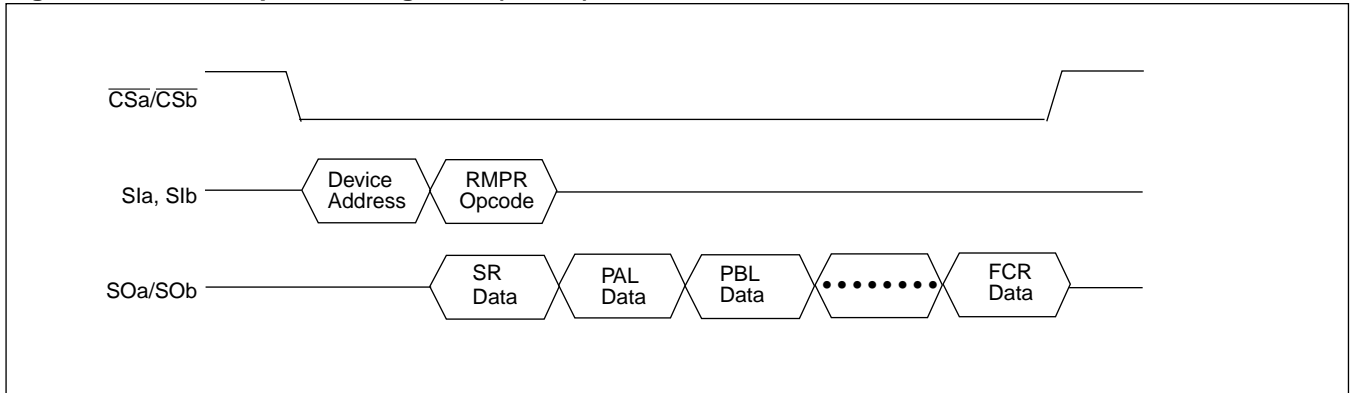 CSa/CSb
Device
Address
RMPR
Opcode
SIa, SIb
SR
Data
PAL
Data
PBL
Data
FCR
Data
SOa/SOb